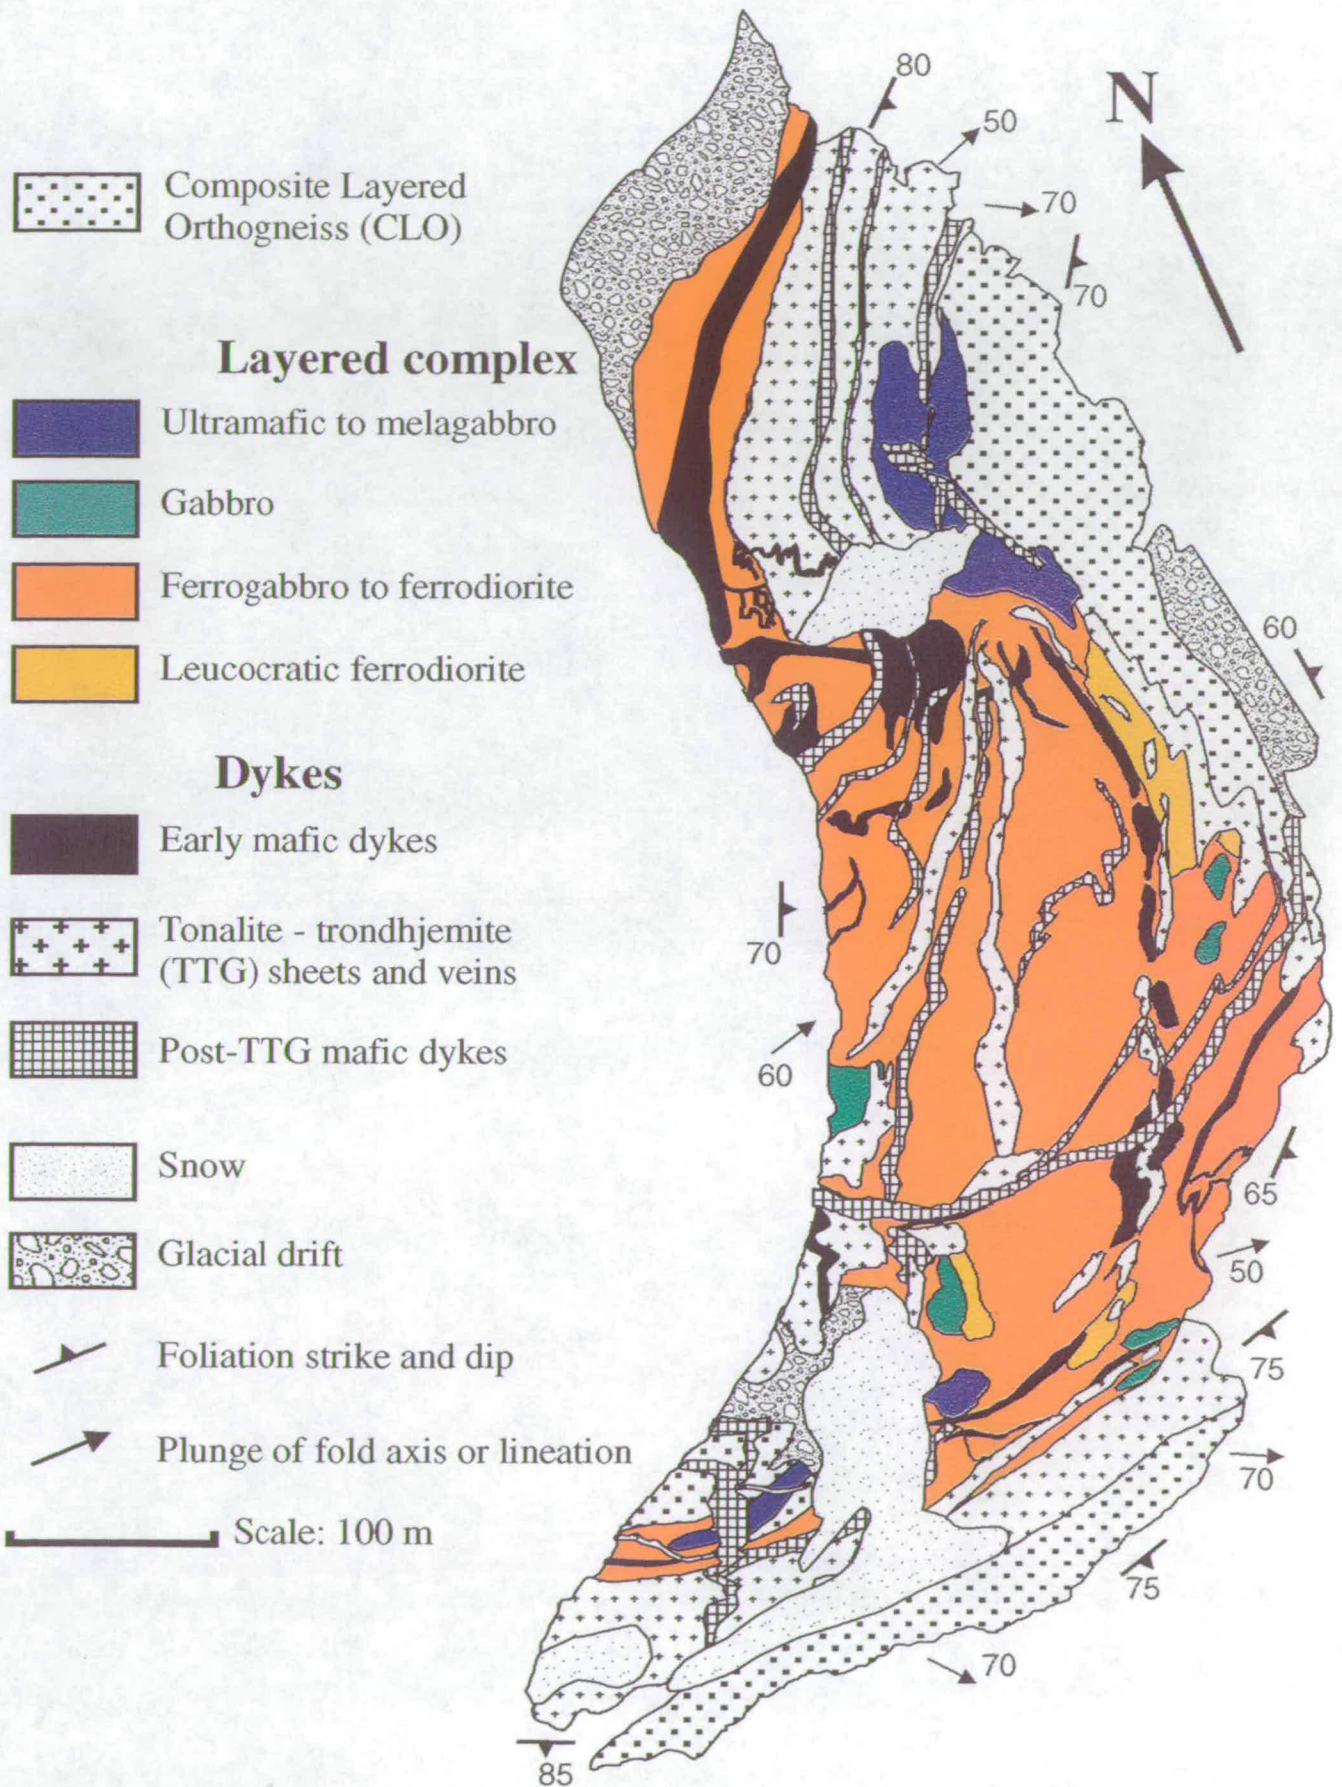 Composite Layered
Orthogneiss (CLO)
Layered complex
Ultramafic to melagabbro
Gabbro
Ferrogabbro to ferrodiorite
Leucocratic ferrodiorite
Dykes
Early mafic dykes
Tonalite - trondhjemite
(TTG) sheets and veins
Post-TTG mafic dykes
Snow
Glacial drift
Foliation strike and dip
Plunge of fold axis or lineation
Scale: 100 m
N
80
50
70
70
60
70
60
65
50
75
70
75
70
85